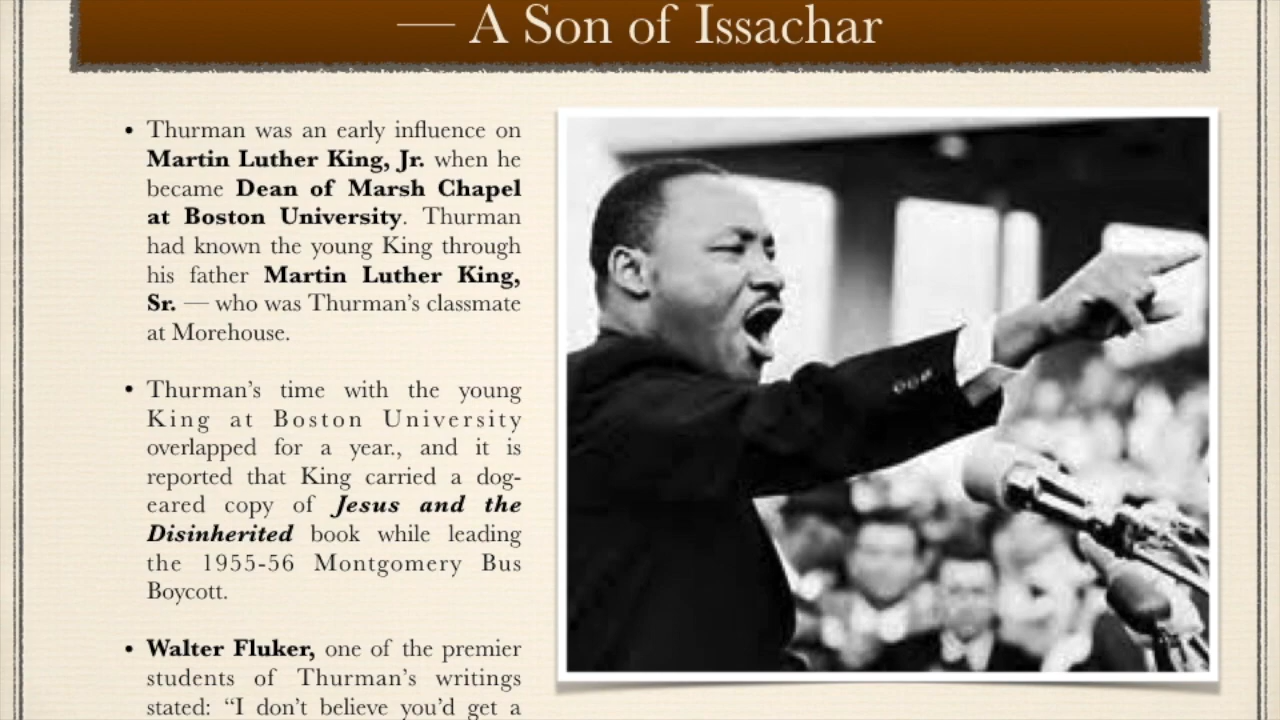 — A Son of Issachar
• Thurman was an early influence on
Martin Luther King, Jr. when he
became Dean of Marsh Chapel
at Boston University. Thurman
had known the young King through
his father Martin Luther King,
Sr. — who was Thurman’s classmate
at Morehouse.
• Thurman’s time with the young
King at Boston University
overlapped for a year., and it is
reported that King carried a dog-
eared copy of Jesus and the
Disinherited book while leading
the 1955-56 Montgomery Bus
Boycott.
• Walter Fluker, one of the premier
students of Thurman’s writings
stated: “I don’t believe you’d get a